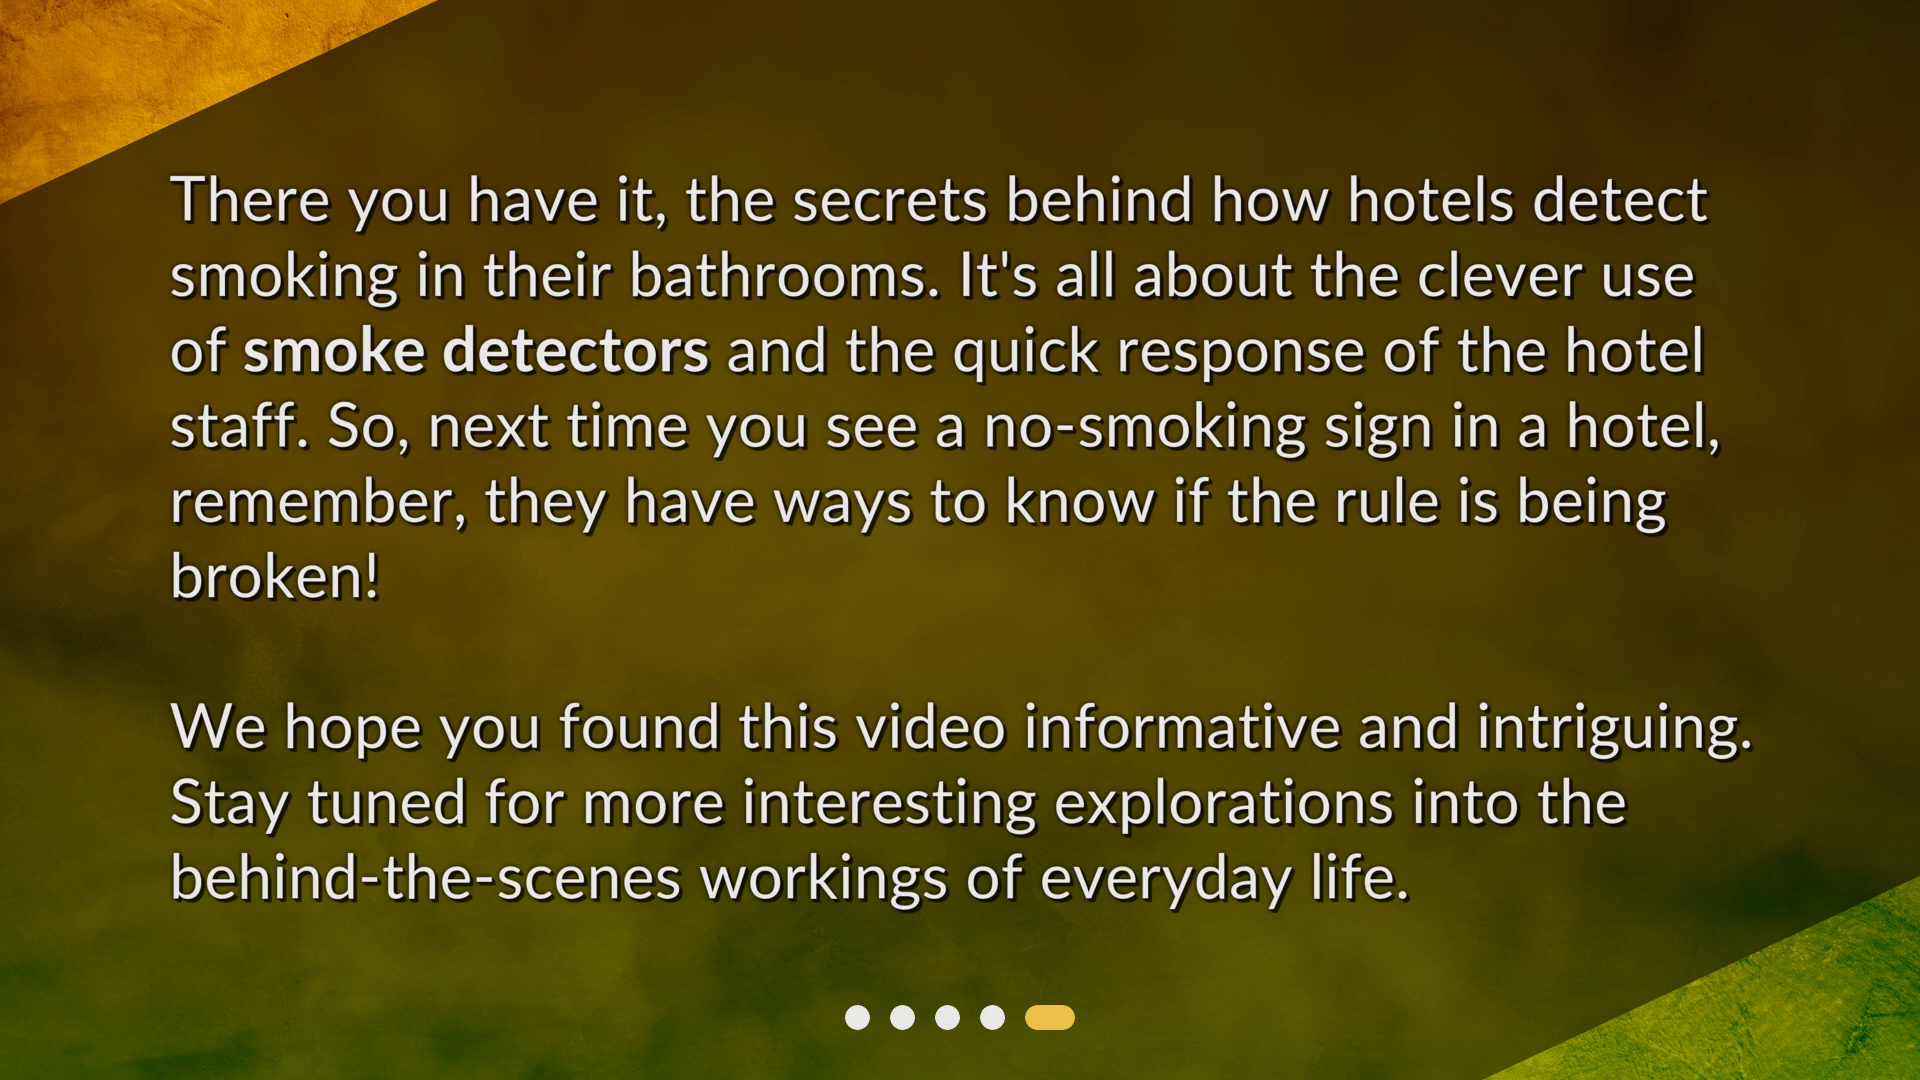 There you have it, the secrets behind how hotels detect
smoking in their bathrooms. It's all about the clever use
of smoke detectors and the quick response of the hotel
staff. So, next time you see a no-smoking sign in a hotel,
remember, they have ways to know if the rule is being
broken!
We hope you found this video informative and intriguing.
Stay tuned for more interesting explorations into the
behind-the-scenes workings of everyday life.